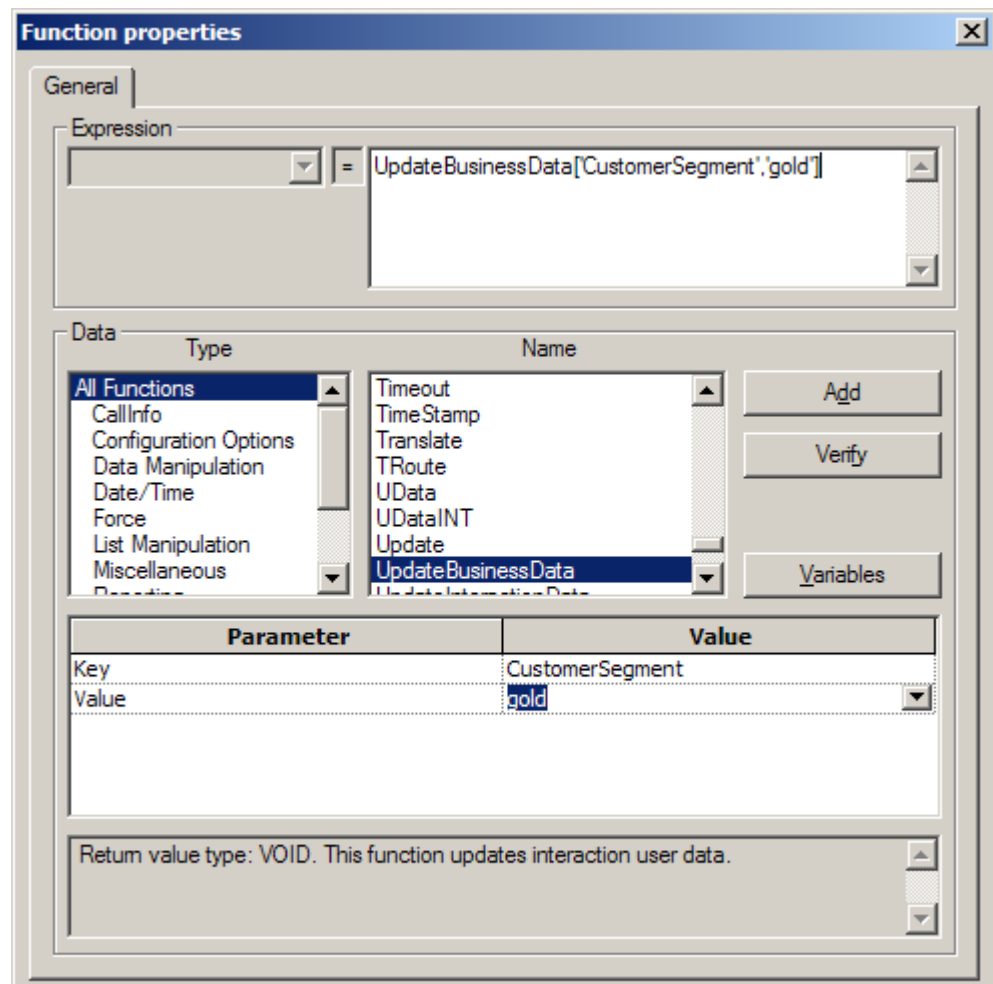 Function properties
General
Expression
=
UpdateBusinessData['CustomerSegment','gold']
Data
Type
Name
All Functions
CallInfo
Configuration Options
Data Manipulation
Date/Time
Force
List Manipulation
Miscellaneous
Timeout
TimeStamp
Translate
TRoute
UData
UDataINT
Update
UpdateBusinessData
Add
Verify
Variables
Parameter Value
Key CustomerSegment
Value gold
Return value type: VOID. This function updates interaction user data.